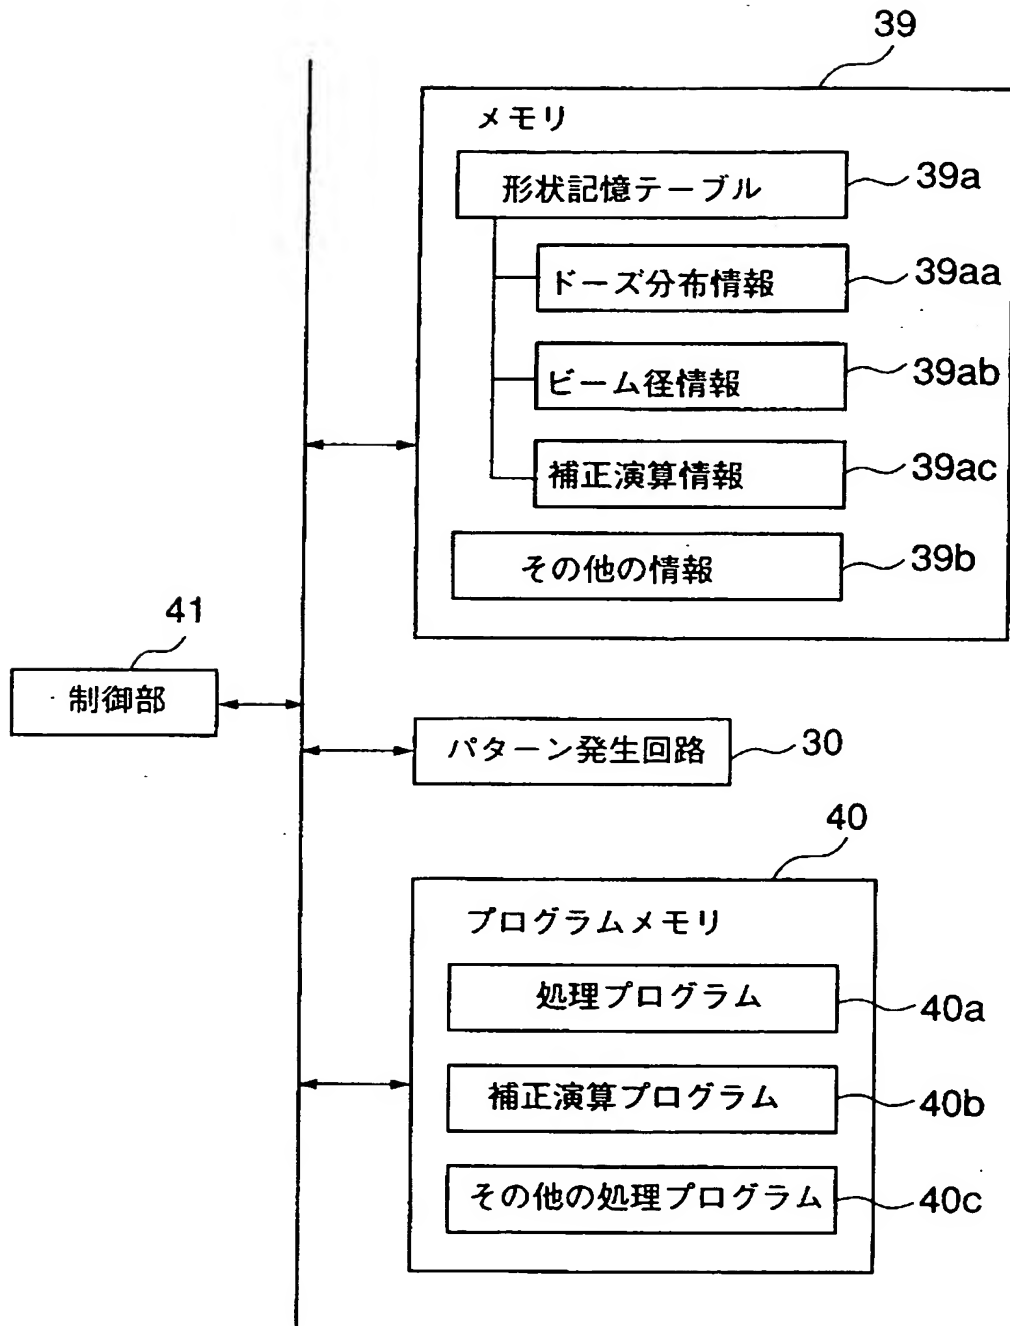 39
メモリ
形状記憶テーブル
39a
ドーズ分布情報
39aa
ビーム径情報
39ab
補正演算情報
39ac
その他の情報
39b
41
制御部
パターン発生回路
30
40
プログラムメモリ
処理プログラム
40a
補正演算プログラム
40b
その他の処理プログラム
40c